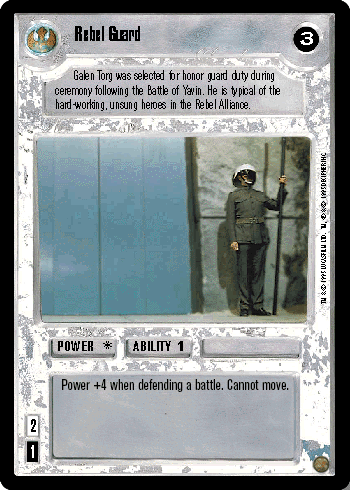 Rebel Guard
3
Galen Torg was selected for honor guard duty during
ceremony following the Battle of Yavin. He is typical of the
hard-working, unsung heroes in the Rebel Alliance.
POWER *
ABILITY 1
Power +4 when defending a battle. Cannot move.
2
1